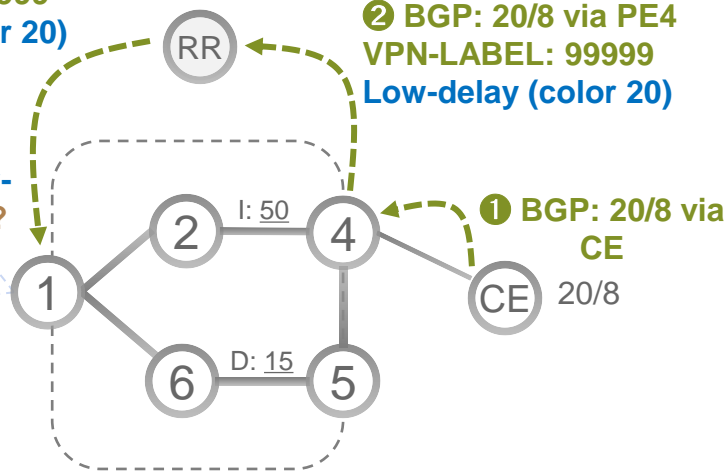 r 20)
RR
❷ BGP: 20/8 via PE4
VPN-LABEL: 99999
Low-delay (color 20)
I: 50
2
4
❶ BGP: 20/8 via
CE
1
CE
20/8
D: 15
6
5